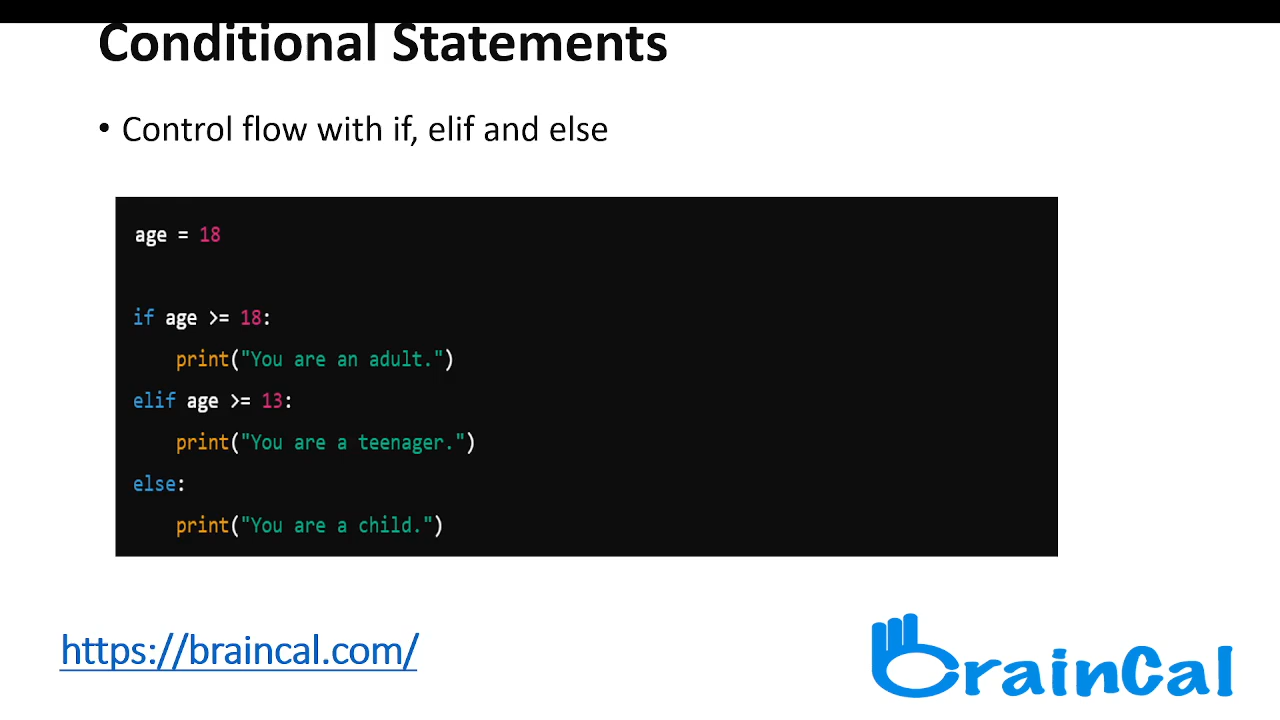 Conditional Statements
• Control flow with if, elif and else
age = 18
if age >= 18:
    print("You are an adult.")
elif age >= 13:
    print("You are a teenager.")
else:
    print("You are a child.")
https://braincal.com/
brainCal